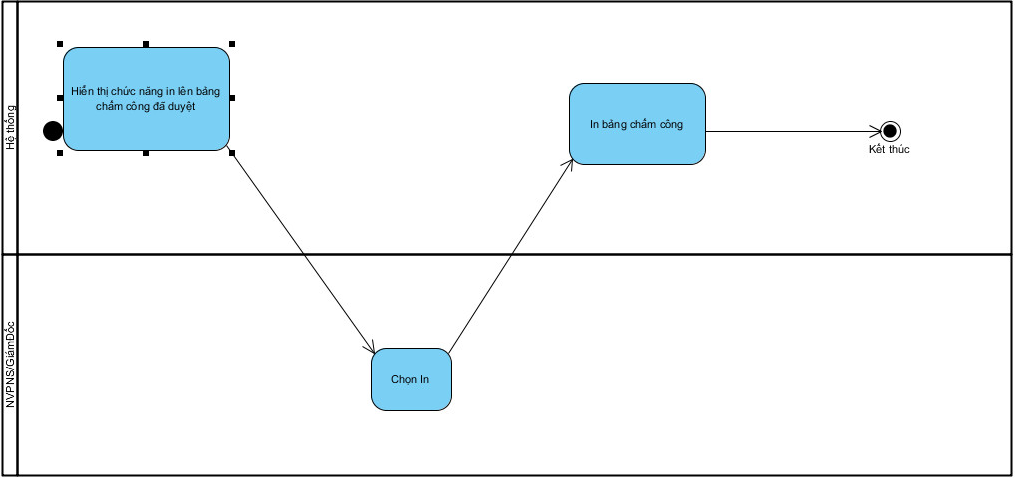 Hệ thống
Hiển thị chức năng in lên bảng
chấm công đã duyệt
In bảng chấm công
Kết thúc
NVPNS/GiámĐốc
Chọn In